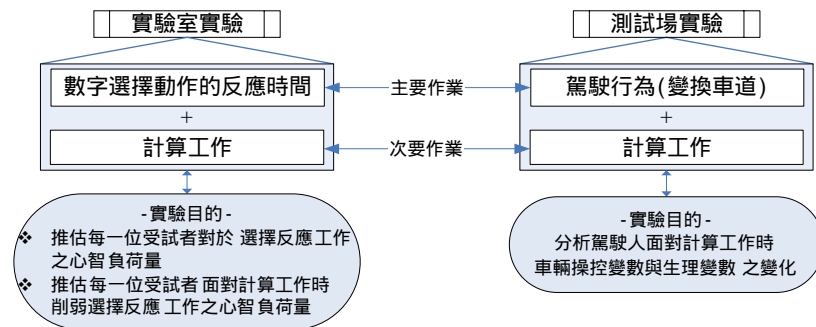 實驗室實驗
數字選擇動作的反應時間
+
計算工作
主要作業
次要作業
測試場實驗
駕駛行為(變換車道)
+
計算工作
-實驗目的-
❖ 推估每一位受試者對於 選擇反應工作
之心智負荷量
❖ 推估每一位受試者面對計算工作時
削弱選擇反應工作之心智負荷量
-實驗目的-
分析駕駛人面對計算工作時
車輛操控變數與生理變數 之變化